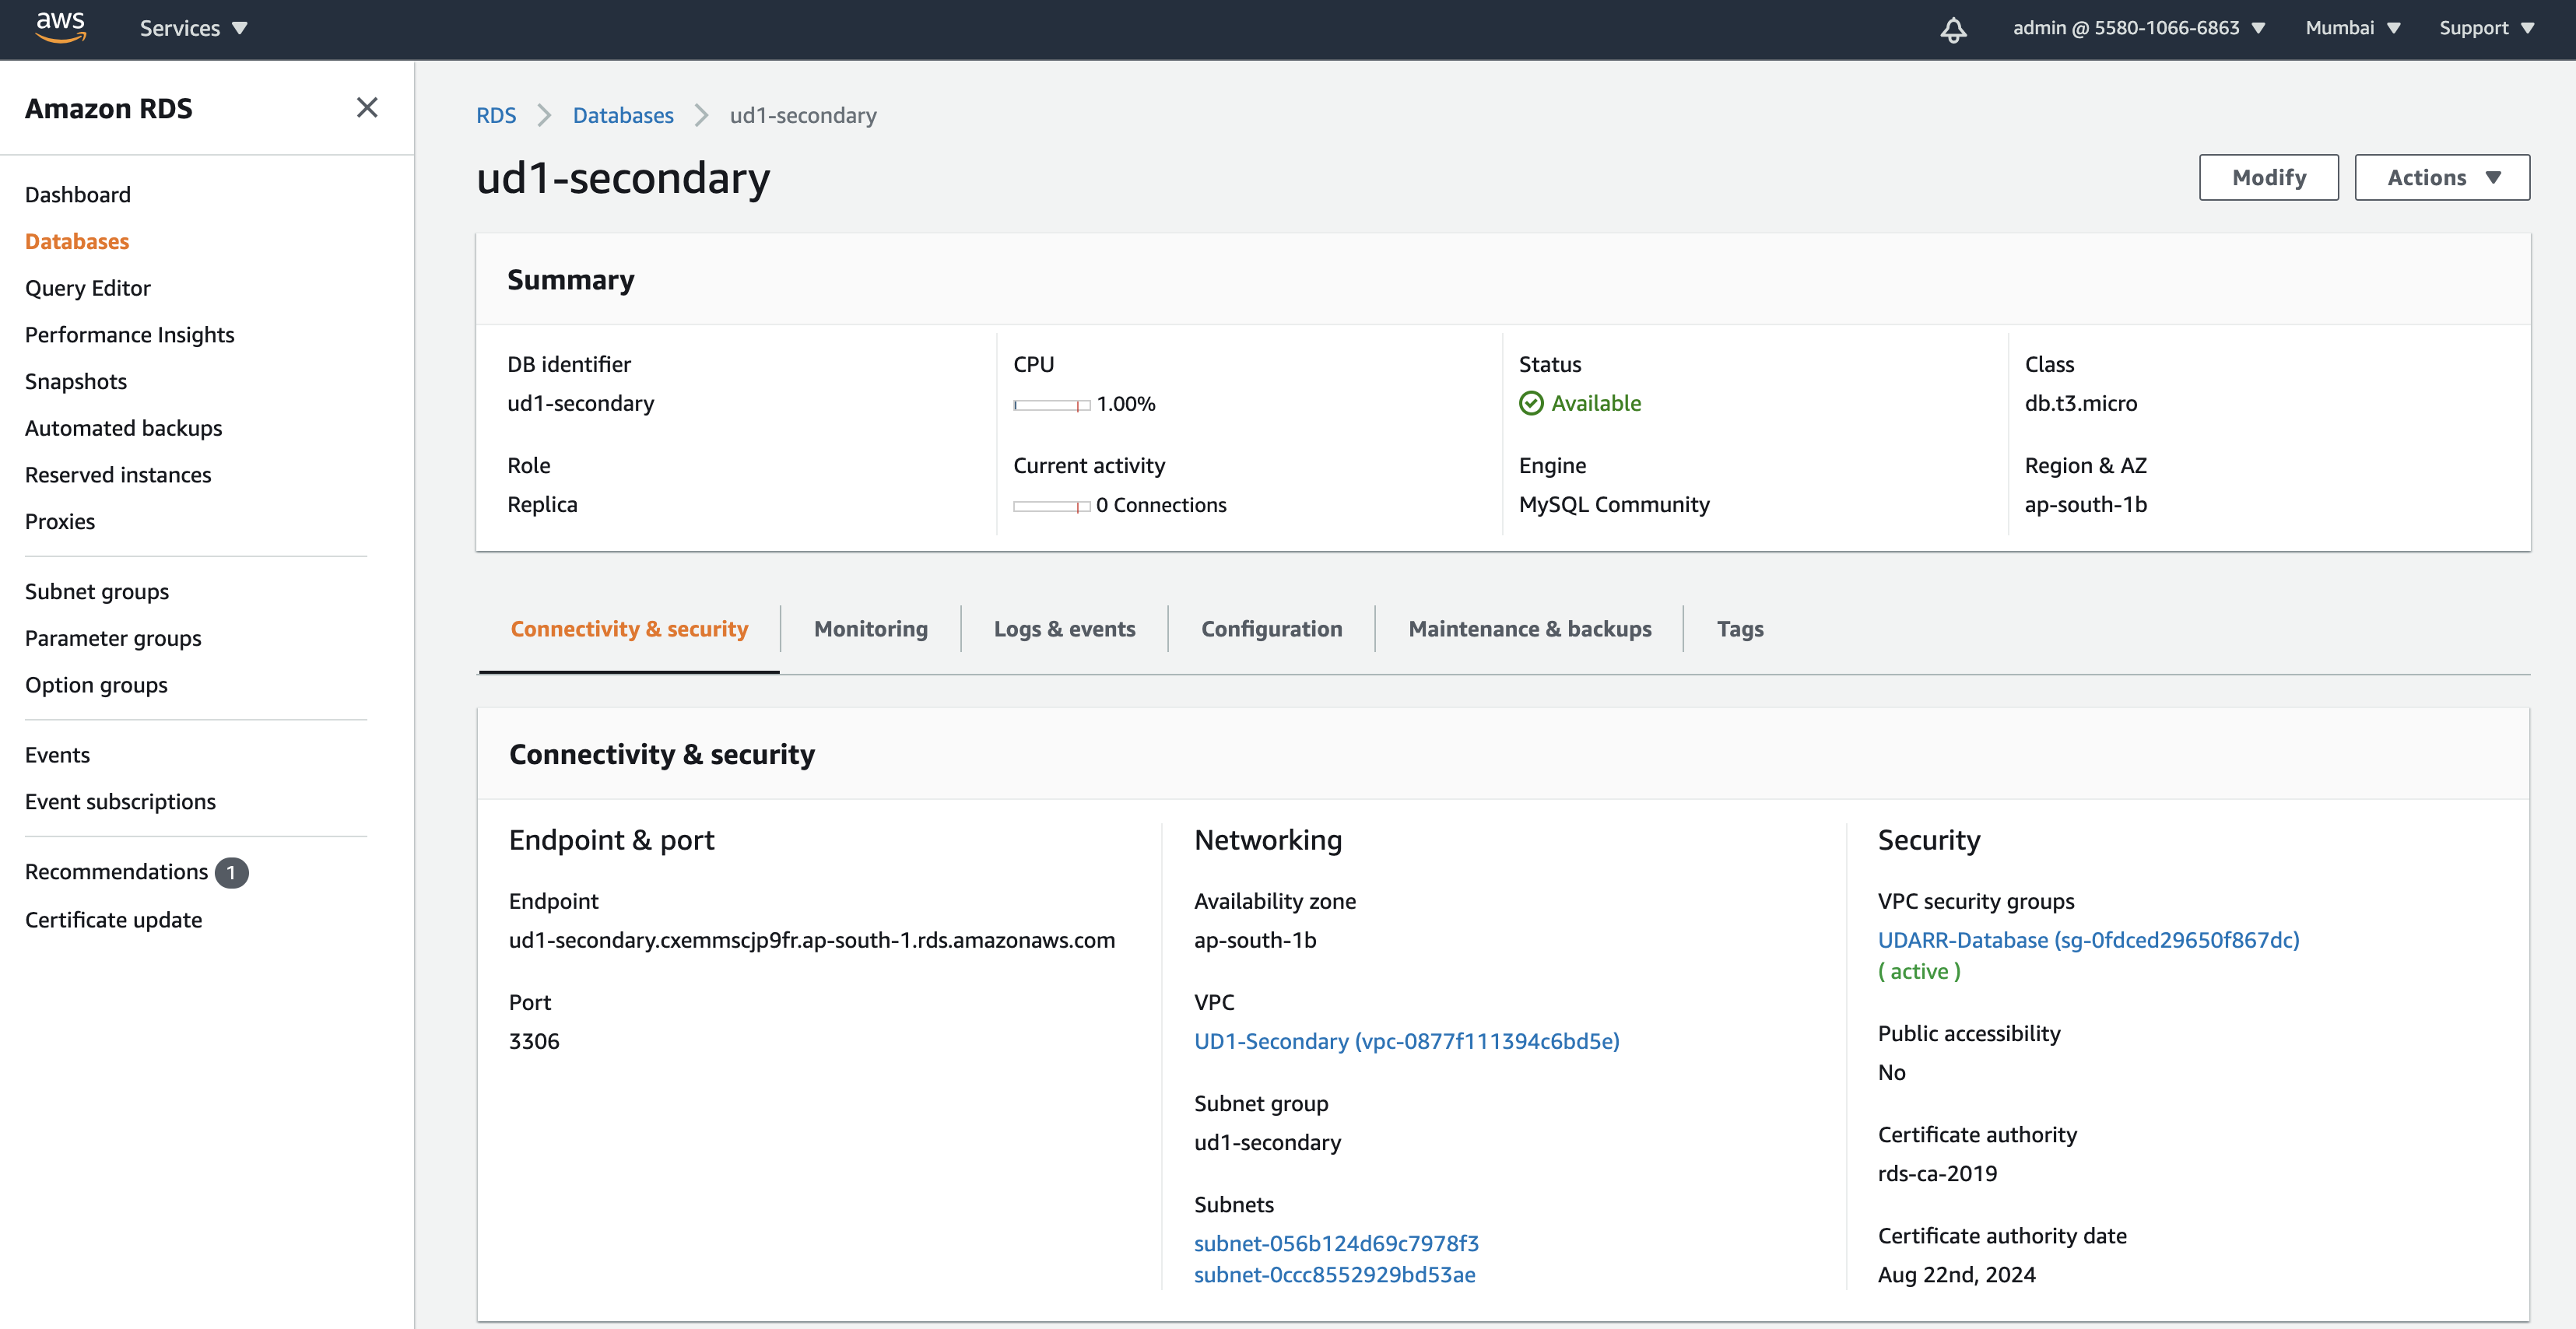 aws
Services
admin @ 5580-1066-6863
Mumbai
Support
Amazon RDS
Dashboard
Databases
Query Editor
Performance Insights
Snapshots
Automated backups
Reserved instances
Proxies
Subnet groups
Parameter groups
Option groups
Events
Event subscriptions
Recommendations 1
Certificate update
RDS > Databases > ud1-secondary
ud1-secondary
Modify
Actions
Summary
DB identifier
ud1-secondary
Role
Replica
CPU
1.00%
Current activity
0 Connections
Status
Available
Engine
MySQL Community
Class
db.t3.micro
Region & AZ
ap-south-1b
Connectivity & security
Monitoring
Logs & events
Configuration
Maintenance & backups
Tags
Connectivity & security
Endpoint & port
Endpoint
ud1-secondary.cxemmscjp9fr.ap-south-1.rds.amazonaws.com
Port
3306
Networking
Availability zone
ap-south-1b
VPC
UD1-Secondary (vpc-0877f111394c6bd5e)
Subnet group
ud1-secondary
Subnets
subnet-056b124d69c7978f3
subnet-0ccc8552929bd53ae
Security
VPC security groups
UDARR-Database (sg-0fdced29650f867dc)
( active )
Public accessibility
No
Certificate authority
rds-ca-2019
Certificate authority date
Aug 22nd, 2024